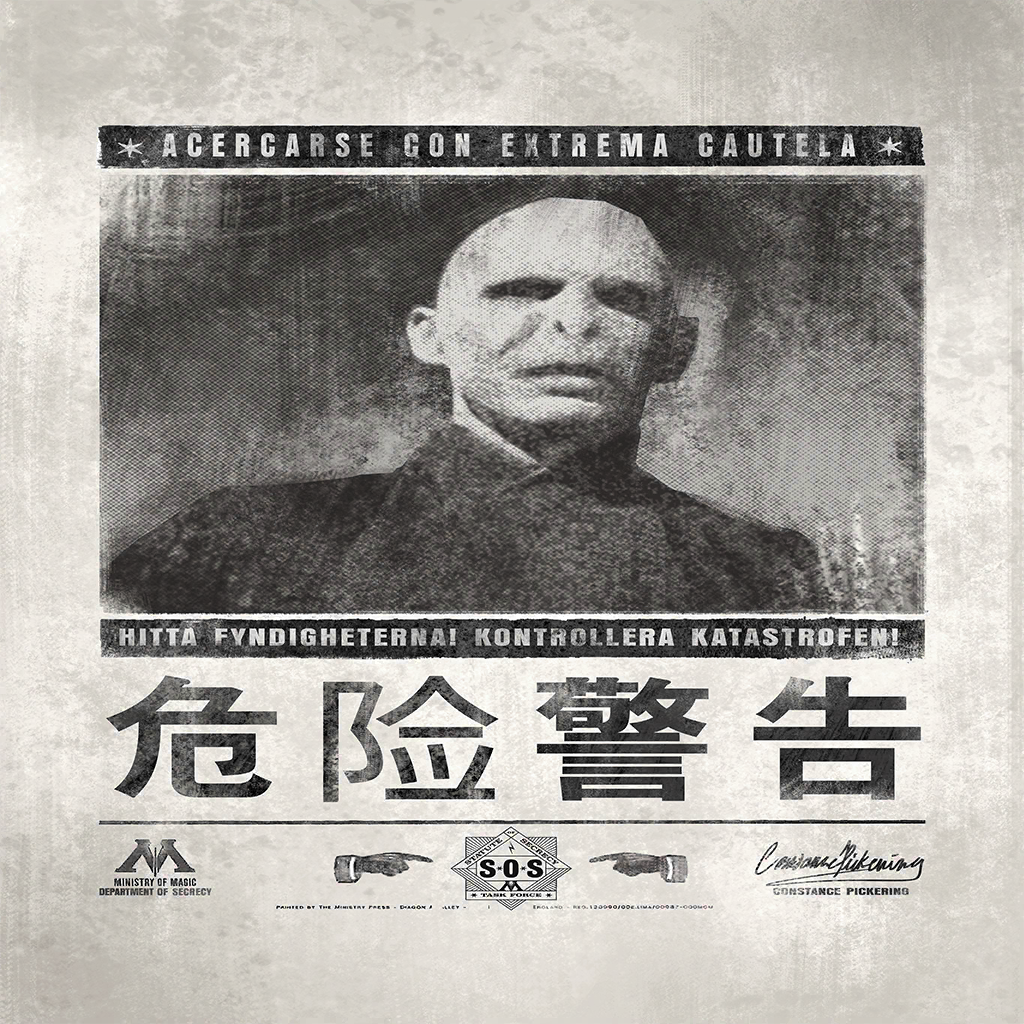 ACERCARSE CON EXTREMA CAUTELA
HITTA FYNDIGHETERNA! KONTROLLERA KATASTROFEN!
危险警告
MINISTRY OF MAGIC
DEPARTMENT OF SECRECY
STATUTE OF SECRECY
S·O·S
TASK FORCE
Constance Pickering
CONSTANCE PICKERING
PRINTED BY THE MINISTRY PRESS - DIAGON ALLEY - ENGLAND